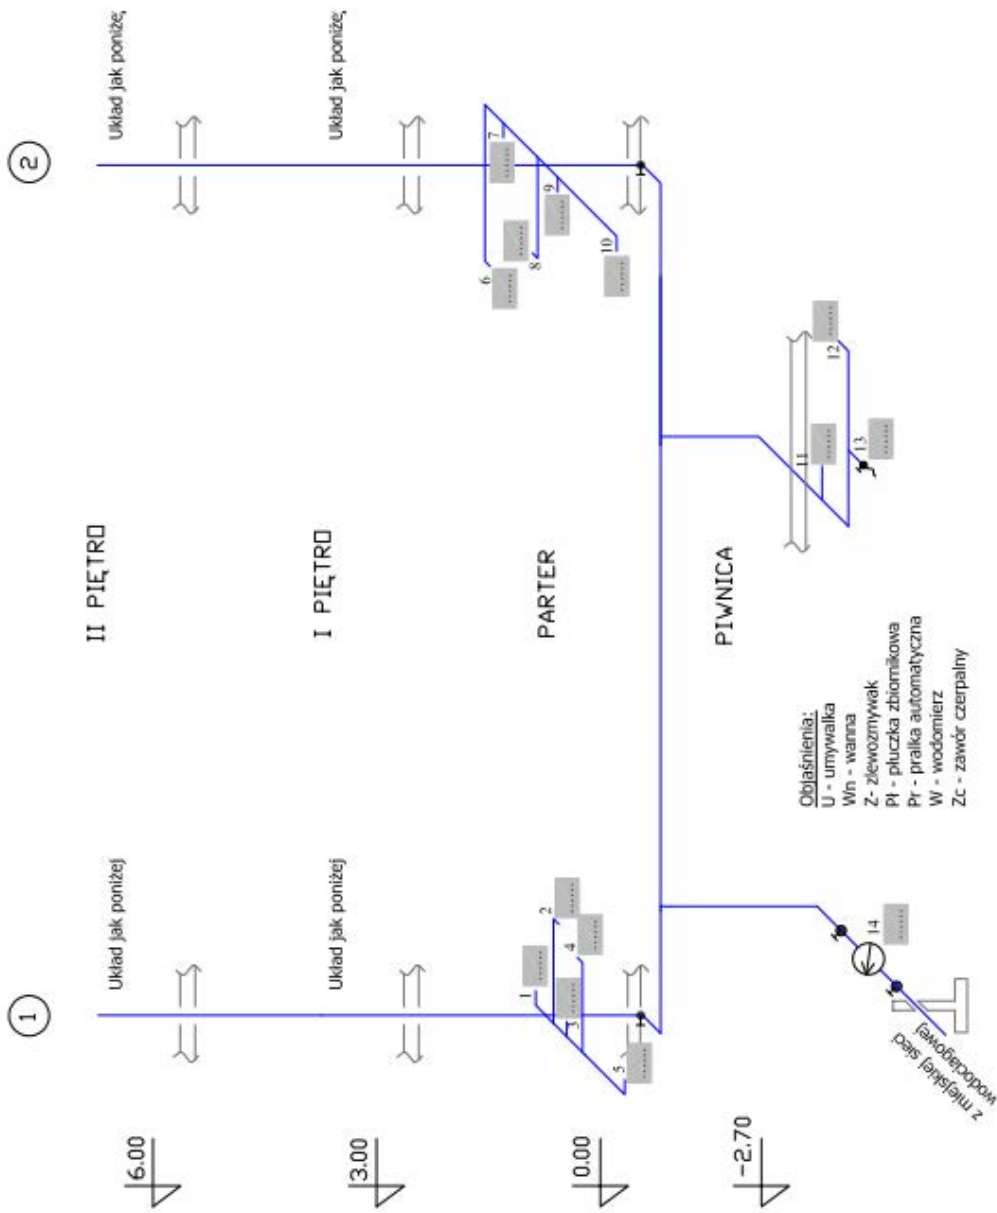 1
2
Układ jak poniżej
Układ jak poniżej
II PIĘTRO
6.00
Układ jak poniżej
Układ jak poniżej
I PIĘTRO
3.00
PARTER
0.00
1
......
2
......
3
......
4
......
5
......
6
......
7
......
8
......
9
......
10
......
PIWNICA
-2.70
11
......
12
......
13
......
14
......
z miejskiej sieci
wodociągowej
Objaśnienia:
U - umywalka
Wn - wanna
Z- zlewozmywak
Pł - płuczka zbiornikowa
Pr - pralka automatyczna
W - wodomierz
Zc - zawór czerpalny